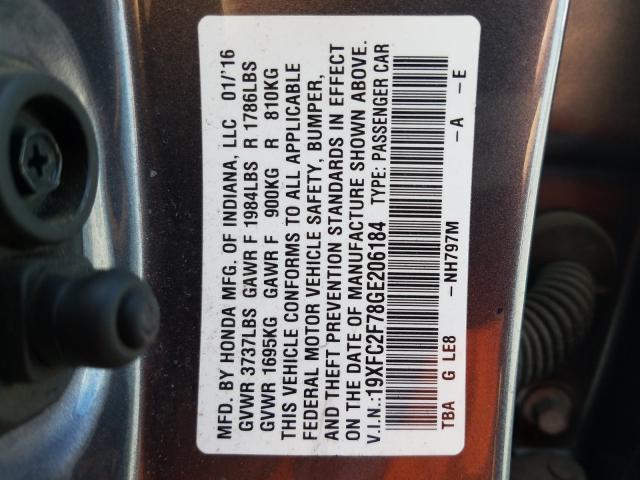 MFD. BY HONDA MFG. OF INDIANA, LLC 01/'16
GVWR 3737LBS GAWR F 1984LBS R 1786LBS
GVWR 1695KG GAWR F 900KG R 810KG
THIS VEHICLE CONFORMS TO ALL APPLICABLE
FEDERAL MOTOR VEHICLE SAFETY, BUMPER,
AND THEFT PREVENTION STANDARDS IN EFFECT
ON THE DATE OF MANUFACTURE SHOWN ABOVE.
V.I.N.:19XFC2F78GE206184 TYPE: PASSENGER CAR
TBA G LE8 -NH797M -A -E